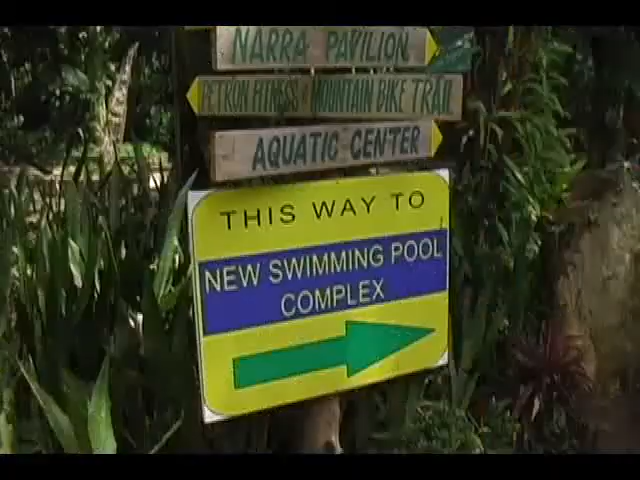 NARRA PAVILION
PETRON FITNESS & MOUNTAIN BIKE TRAIL
AQUATIC CENTER
THIS WAY TO
NEW SWIMMING POOL
COMPLEX